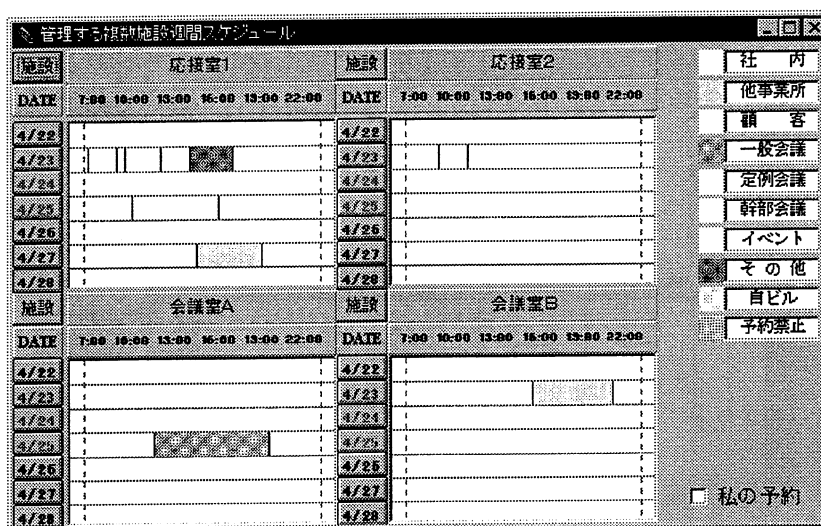 管理する複数施設週間スケジュール
施設 応接室1 施設 応接室2
DATE 7:00 10:00 13:00 16:00 19:00 22:00 DATE 7:00 10:00 13:00 16:00 19:00 22:00
4/22 4/22
4/23 4/23
4/24 4/24
4/25 4/25
4/26 4/26
4/27 4/27
4/28 4/28
施設 会議室A 施設 会議室B
DATE 7:00 10:00 13:00 16:00 19:00 22:00 DATE 7:00 10:00 13:00 16:00 19:00 22:00
4/22 4/22
4/23 4/23
4/24 4/24
4/25 4/25
4/26 4/26
4/27 4/27
4/28 4/28
社内
他事業所
顧客
一般会議
定例会議
幹部会議
イベント
その他
自ビル
予約禁止
私の予約